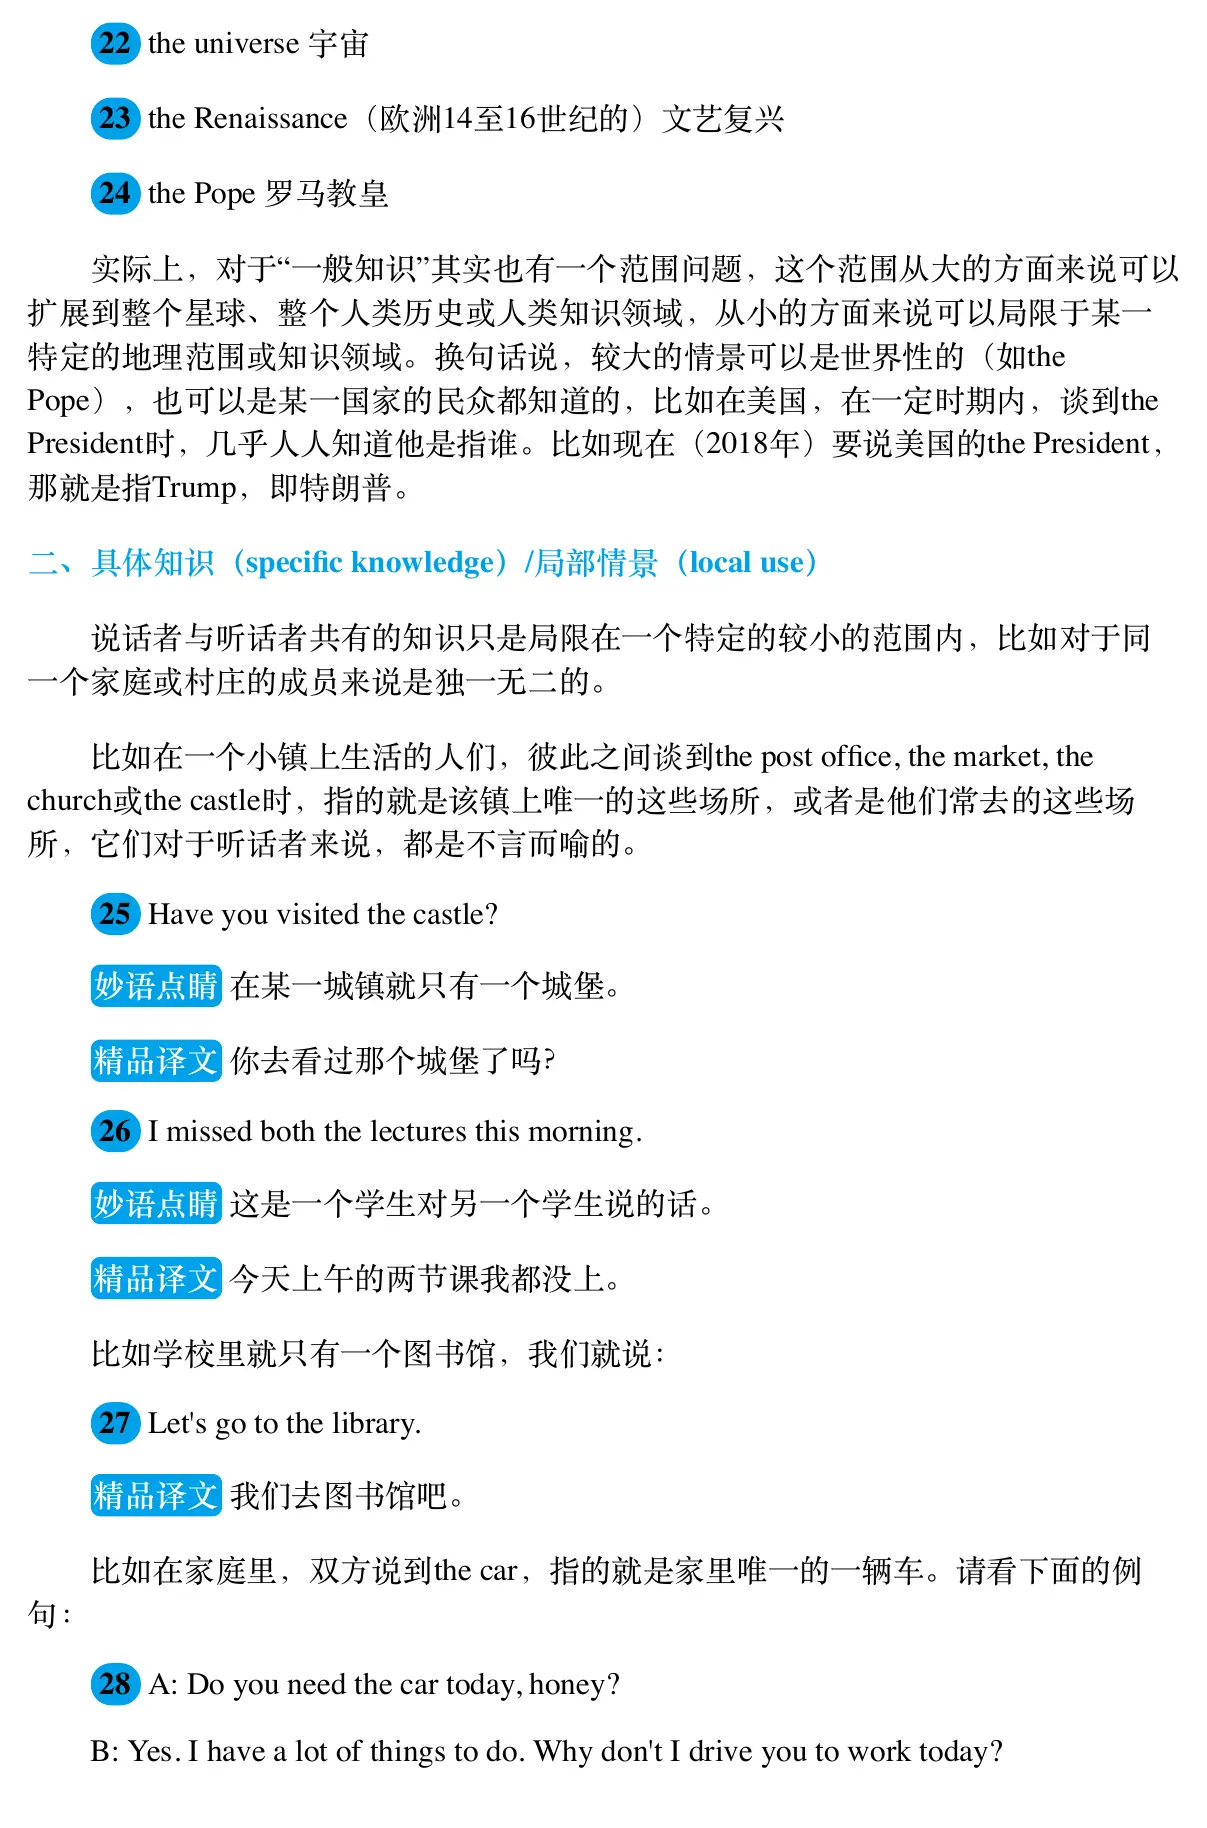 22 the universe 宇宙
23 the Renaissance（欧洲14至16世纪的）文艺复兴
24 the Pope 罗马教皇
实际上，对于“一般知识”其实也有一个范围问题，这个范围从大的方面来说可以
扩展到整个星球、整个人类历史或人类知识领域，从小的方面来说可以局限于某一
特定的地理范围或知识领域。换句话说，较大的情景可以是世界性的（如the
Pope），也可以是某一国家的民众都知道的，比如在美国，在一定时期内，谈到the
President时，几乎人人知道他是指谁。比如现在（2018年）要说美国的the President，
那就是指Trump，即特朗普。
二、具体知识（specific knowledge）/局部情景（local use）
说话者与听话者共有的知识只是局限在一个特定的较小的范围内，比如对于同
一个家庭或村庄的成员来说是独一无二的。
比如在一个小镇上生活的人们，彼此之间谈到the post office, the market, the
church或the castle时，指的就是该镇上唯一的这些场所，或者是他们常去的这些场
所，它们对于听话者来说，都是不言而喻的。
25 Have you visited the castle?
妙语点睛 在某一城镇就只有一个城堡。
精品译文 你去看过那个城堡了吗？
26 I missed both the lectures this morning.
妙语点睛 这是一个学生对另一个学生说的话。
精品译文 今天上午的两节课我都没上。
比如学校里就只有一个图书馆，我们就说：
27 Let's go to the library.
精品译文 我们去图书馆吧。
比如在家庭里，双方说到the car，指的就是家里唯一的一辆车。请看下面的例
句：
28 A: Do you need the car today, honey?
B: Yes. I have a lot of things to do. Why don't I drive you to work today?